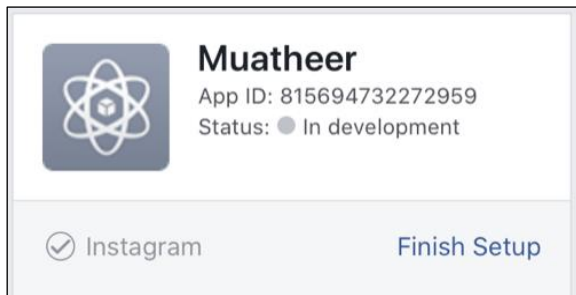 Muatheer
App ID: 815694732272959
Status: In development
Instagram
Finish Setup